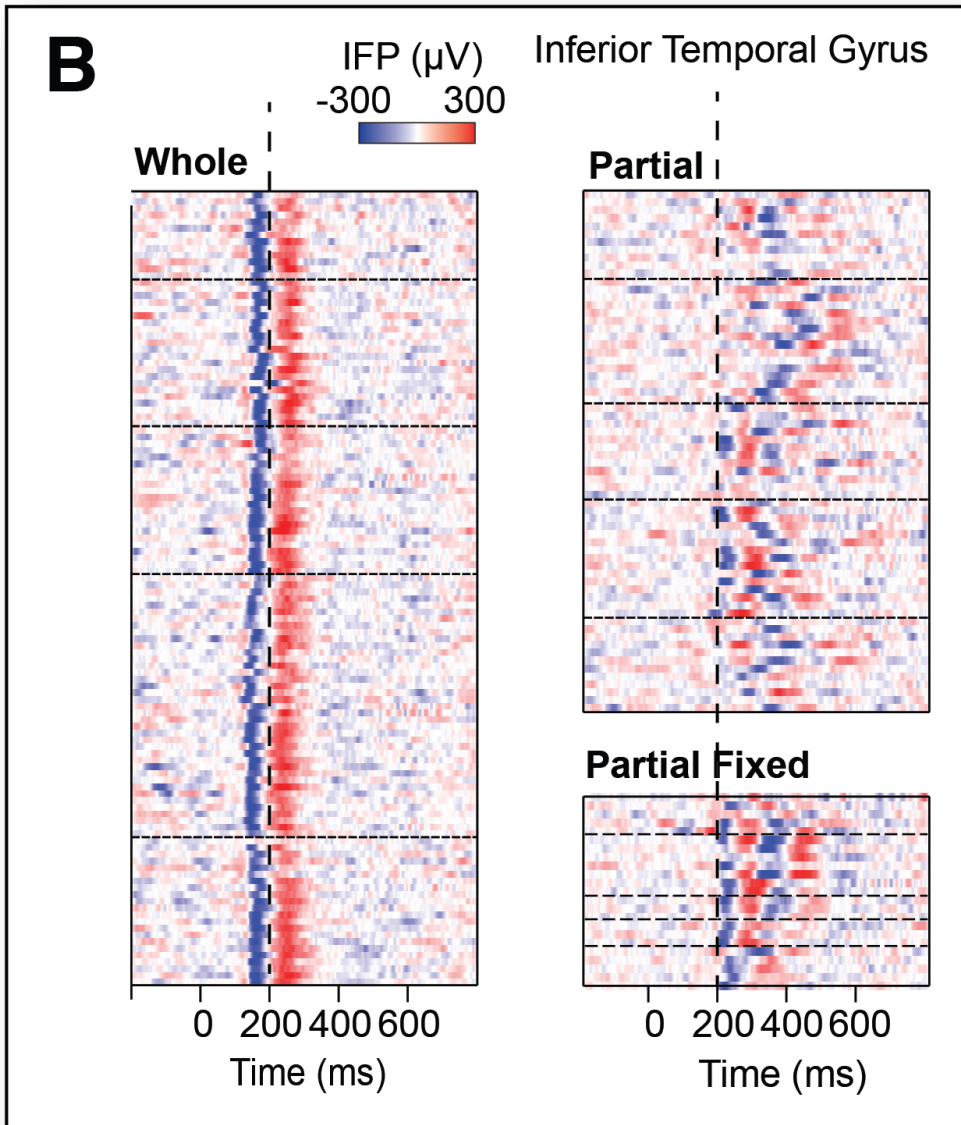 B
IFP (µV)
-300 300
Inferior Temporal Gyrus
Whole
Partial
Partial Fixed
0 200 400 600
Time (ms)
0 200 400 600
Time (ms)